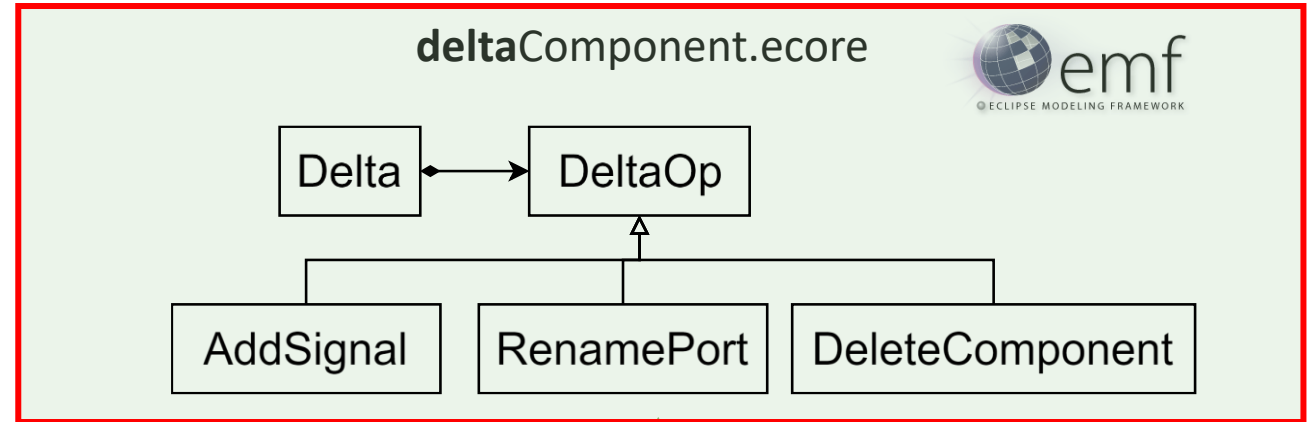 deltaComponent.ecore
emf
ECLIPSE MODELING FRAMEWORK
Delta
DeltaOp
AddSignal
RenamePort
DeleteComponent